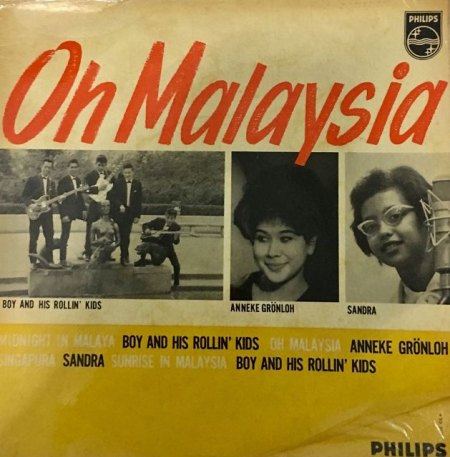 PHILIPS
Oh Malaysia
BOY AND HIS ROLLIN' KIDS
ANNEKE GRÖNLOH
SANDRA
MIDNIGHT IN MALAYA BOY AND HIS ROLLIN' KIDS OH MALAYSIA ANNEKE GRÖNLOH
SINGAPURA SANDRA SUNRISE IN MALAYSIA BOY AND HIS ROLLIN' KIDS
PHILIPS